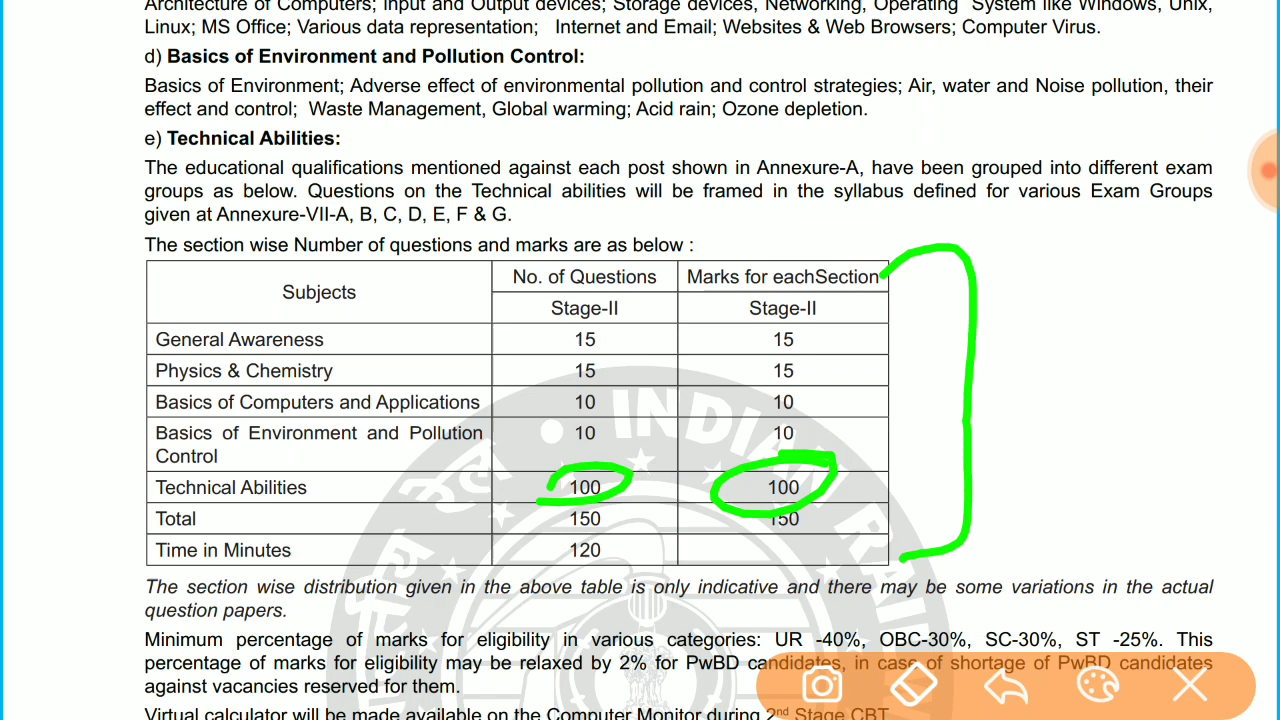 Architecture of Computers; Input and Output devices; Storage devices, Networking, Operating System like Windows, Unix,
Linux; MS Office; Various data representation; Internet and Email; Websites & Web Browsers; Computer Virus.
d) Basics of Environment and Pollution Control:
Basics of Environment; Adverse effect of environmental pollution and control strategies; Air, water and Noise pollution, their
effect and control; Waste Management, Global warming; Acid rain; Ozone depletion.
e) Technical Abilities:
The educational qualifications mentioned against each post shown in Annexure-A, have been grouped into different exam
groups as below. Questions on the Technical abilities will be framed in the syllabus defined for various Exam Groups
given at Annexure-VII-A, B, C, D, E, F & G.
The section wise Number of questions and marks are as below :
Subjects No. of Questions Marks for eachSection
Stage-II Stage-II
General Awareness 15 15
Physics & Chemistry 15 15
Basics of Computers and Applications 10 10
Basics of Environment and Pollution Control 10 10
Technical Abilities 100 100
Total 150 150
Time in Minutes 120
The section wise distribution given in the above table is only indicative and there may be some variations in the actual
question papers.
Minimum percentage of marks for eligibility in various categories: UR -40%, OBC-30%, SC-30%, ST -25%. This
percentage of marks for eligibility may be relaxed by 2% for PwBD candidates, in case of shortage of PwBD candidates
against vacancies reserved for them.
Virtual calculator will be made available on the Computer Monitor during 2nd Stage CBT
INDIAN RAI